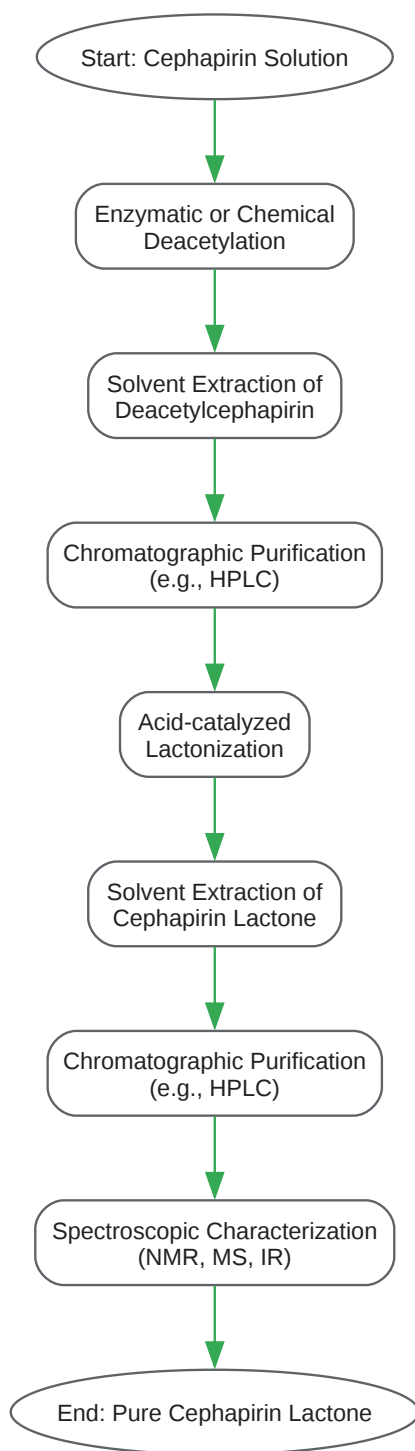 Start: Cephapirin Solution
Enzymatic or Chemical
Deacetylation
Solvent Extraction of
Deacetylcephapirin
Chromatographic Purification
(e.g., HPLC)
Acid-catalyzed
Lactonization
Solvent Extraction of
Cephapirin Lactone
Chromatographic Purification
(e.g., HPLC)
Spectroscopic Characterization
(NMR, MS, IR)
End: Pure Cephapirin Lactone